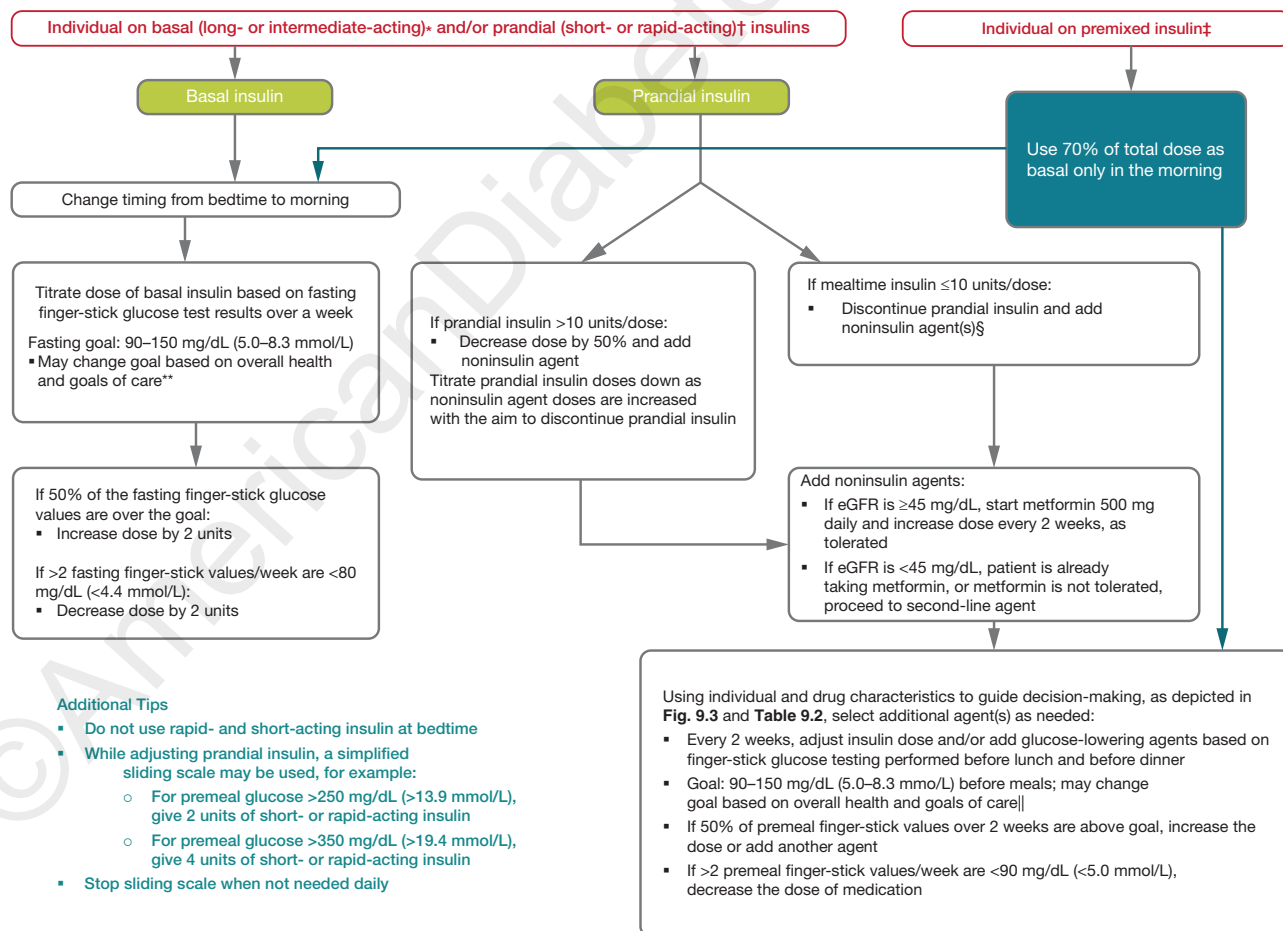 Individual on basal (long- or intermediate-acting)* and/or prandial (short- or rapid-acting)† insulins
Individual on premixed insulin‡
Basal insulin
Prandial insulin
Use 70% of total dose as
basal only in the morning
Change timing from bedtime to morning
Titrate dose of basal insulin based on fasting
finger-stick glucose test results over a week
Fasting goal: 90–150 mg/dL (5.0–8.3 mmol/L)
▪ May change goal based on overall health
and goals of care**
If 50% of the fasting finger-stick glucose
values are over the goal:
▪ Increase dose by 2 units
If >2 fasting finger-stick values/week are <80
mg/dL (<4.4 mmol/L):
▪ Decrease dose by 2 units
If prandial insulin >10 units/dose:
▪ Decrease dose by 50% and add
noninsulin agent
Titrate prandial insulin doses down as
noninsulin agent doses are increased
with the aim to discontinue prandial insulin
If mealtime insulin ≤10 units/dose:
▪ Discontinue prandial insulin and add
noninsulin agent(s)§
Add noninsulin agents:
▪ If eGFR is ≥45 mg/dL, start metformin 500 mg
daily and increase dose every 2 weeks, as
tolerated
▪ If eGFR is <45 mg/dL, patient is already
taking metformin, or metformin is not tolerated,
proceed to second-line agent
Using individual and drug characteristics to guide decision-making, as depicted in
Fig. 9.3 and Table 9.2, select additional agent(s) as needed:
▪ Every 2 weeks, adjust insulin dose and/or add glucose-lowering agents based on
finger-stick glucose testing performed before lunch and before dinner
▪ Goal: 90–150 mg/dL (5.0–8.3 mmo/L) before meals; may change
goal based on overall health and goals of care||
▪ If 50% of premeal finger-stick values over 2 weeks are above goal, increase the
dose or add another agent
▪ If >2 premeal finger-stick values/week are <90 mg/dL (<5.0 mmol/L),
decrease the dose of medication
Additional Tips
▪ Do not use rapid- and short-acting insulin at bedtime
▪ While adjusting prandial insulin, a simplified
sliding scale may be used, for example:
○ For premeal glucose >250 mg/dL (>13.9 mmol/L),
give 2 units of short- or rapid-acting insulin
○ For premeal glucose >350 mg/dL (>19.4 mmol/L),
give 4 units of short- or rapid-acting insulin
▪ Stop sliding scale when not needed daily
©AmericanDiabete